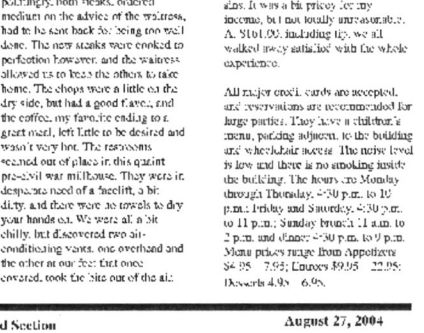 both steaks, ordered
medium on the advice of the waitress,
had to be sent back for being too well
done. The new steaks were cooked to
perfection however, and the waitress
allowed us to keep the others to take
home. The chops were a little on the
dry side, but had a good flavor, and
the coffee, my favorite ending to a
great meal, left little to be desired and
wasn't very hot. The restrooms
seemed out of place in this quaint
pre-civil war millhouse. They were in
desperate need of a facelift, a bit
dirty, and there were no towels to dry
your hands on. We were all a bit
chilly, but discovered two air-
conditioning vents, one overhead and
the other at our feet that once
covered, took the bite out of the air.
d Section
It was a bit pricey for my
income, but not totally unreasonable.
At $161.00, including tip, we all
walked away satisfied with the whole
experience.
All major credit cards are accepted,
and reservations are recommended for
large parties. They have a children's
menu, parking adjacent to the building
and wheelchair access. The noise level
is low and there is no smoking inside
the building. The hours are Monday
through Thursday, 4:30 p.m. to 10
p.m.; Friday and Saturday, 4:30 p.m.
to 11 p.m.; Sunday brunch 11 a.m. to
2 p.m. and dinner 4:30 p.m. to 9 p.m.
Menu prices range from Appetizers
$4.95 - 7.95; Entrees $9.95 - 22.95;
Desserts 4.95 - 6.95.
August 27, 2004